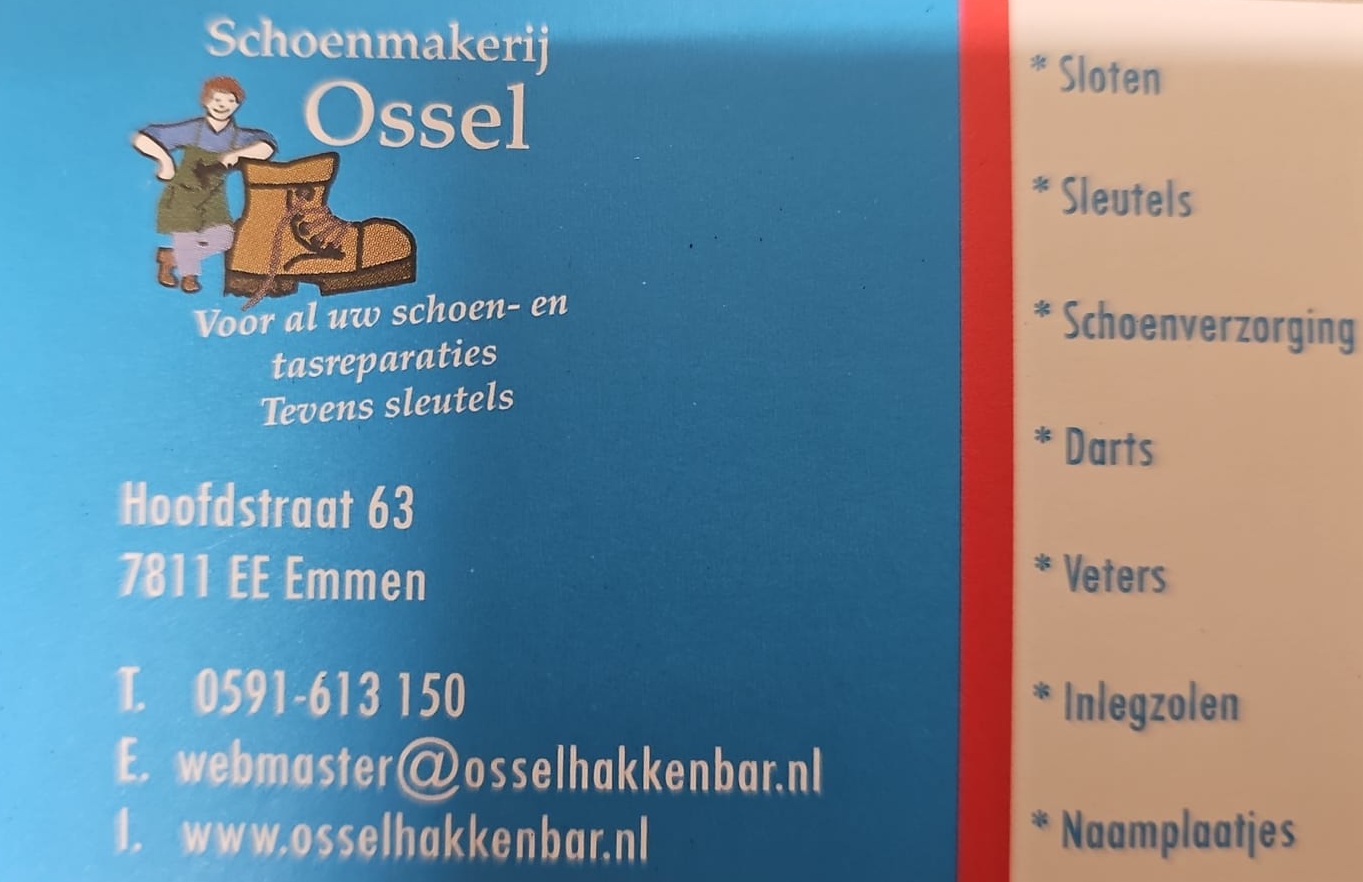 Schoenmakerij
Ossel
Voor al uw schoen- en
tasreparaties
Tevens sleutels
Hoofdstraat 63
7811 EE Emmen
T. 0591-613 150
E. webmaster@osselhakkenbar.nl
I. www.osselhakkenbar.nl
* Sloten
* Sleutels
* Schoenverzorging
* Darts
* Veters
* Inlegzolen
* Naamplaatjes